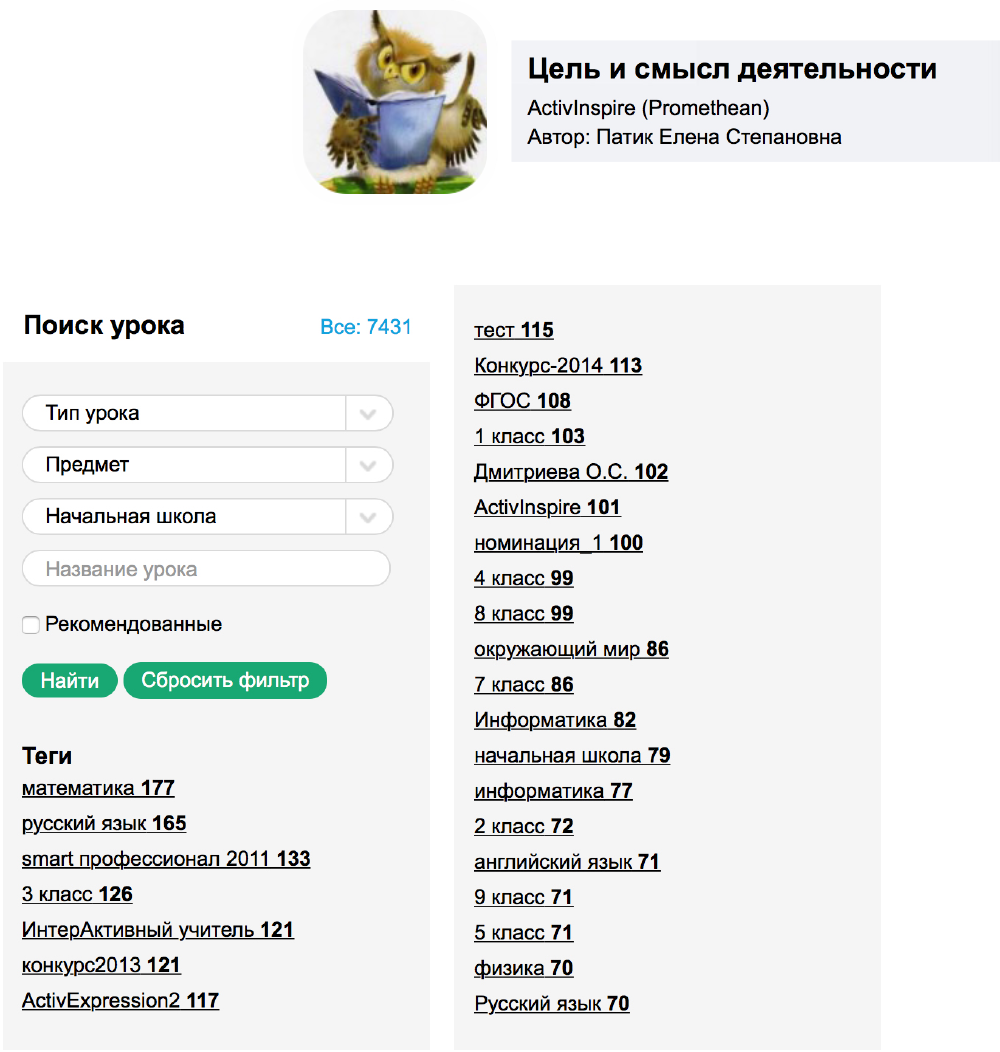 Цель и смысл деятельности
ActivInspire (Promethean)
Автор: Патик Елена Степановна
Поиск урока
Все: 7431
Тип урока
Предмет
Начальная школа
Название урока
Рекомендованные
Найти
Сбросить фильтр
Теги
математика 177
русский язык 165
smart профессионал 2011 133
3 класс 126
ИнтерАктивный учитель 121
конкурс2013 121
ActivExpression2 117
тест 115
Конкурс-2014 113
ФГОС 108
1 класс 103
Дмитриева О.С. 102
ActivInspire 101
номинация_1 100
4 класс 99
8 класс 99
окружающий мир 86
7 класс 86
Информатика 82
начальная школа 79
информатика 77
2 класс 72
английский язык 71
9 класс 71
5 класс 71
физика 70
Русский язык 70